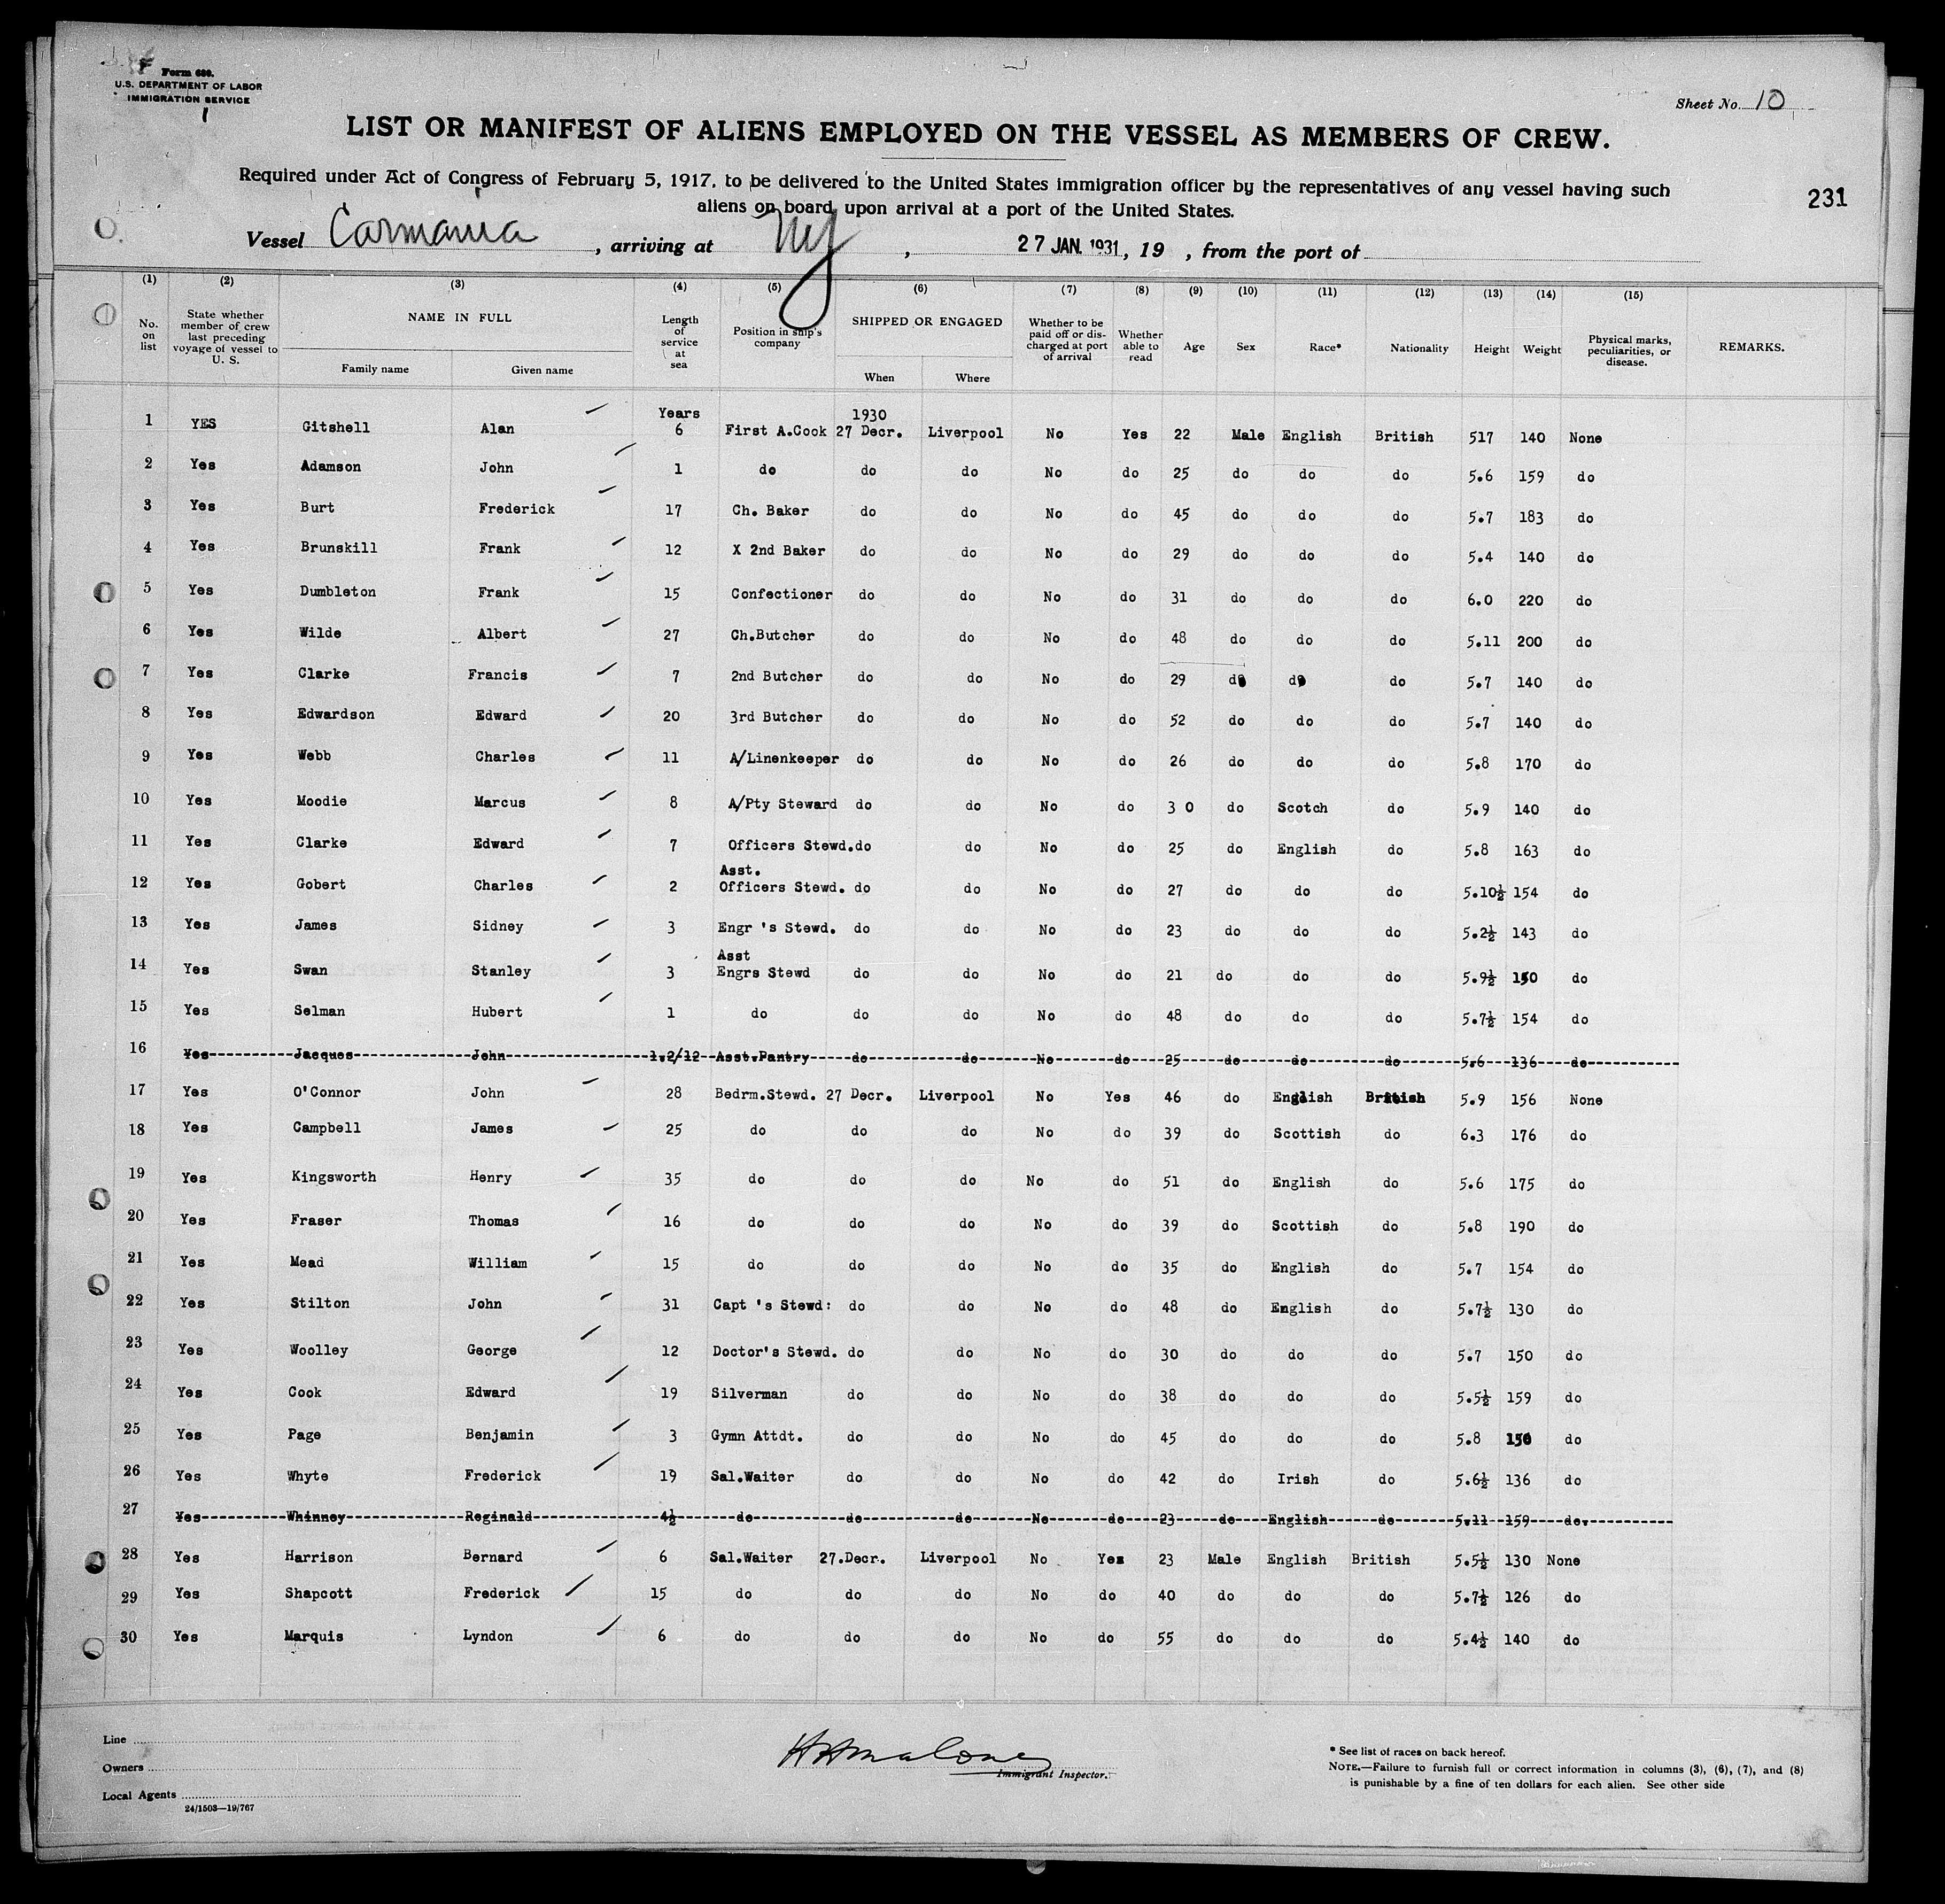 Form 680.
U.S. DEPARTMENT OF LABOR
IMMIGRATION SERVICE
Sheet No. 10
LIST OR MANIFEST OF ALIENS EMPLOYED ON THE VESSEL AS MEMBERS OF CREW.
Required under Act of Congress of February 5, 1917, to be delivered to the United States immigration officer by the representatives of any vessel having such
aliens on board upon arrival at a port of the United States.
231
Vessel Carmania, arriving at NY, 27 JAN. 1931, 19 , from the port of
(1) (2) (3) (4) (5) (6) (7) (8) (9) (10) (11) (12) (13) (14) (15)
No. on list State whether member of crew last preceding voyage of vessel to U. S. NAME IN FULL Family name Given name Length of service at sea Position in ship's company SHIPPED OR ENGAGED When Where Whether to be paid off or discharged at port of arrival Whether able to read Age Sex Race* Nationality Height Weight Physical marks, peculiarities, or disease. REMARKS.
Years 1930
1 YES Gitshell Alan 6 First A.Cook 27 Decr. Liverpool No Yes 22 Male English British 517 140 None
2 Yes Adamson John 1 do do do No do 25 do do do 5.6 159 do
3 Yes Burt Frederick 17 Ch. Baker do do No do 45 do do do 5.7 183 do
4 Yes Brunskill Frank 12 X 2nd Baker do do No do 29 do do do 5.4 140 do
5 Yes Dumbleton Frank 15 Confectioner do do No do 31 do do do 6.0 220 do
6 Yes Wilde Albert 27 Ch.Butcher do do No do 48 do do do 5.11 200 do
7 Yes Clarke Francis 7 2nd Butcher do do No do 29 do do do 5.7 140 do
8 Yes Edwardson Edward 20 3rd Butcher do do No do 52 do do do 5.7 140 do
9 Yes Webb Charles 11 A/Linenkeeper do do No do 26 do do do 5.8 170 do
10 Yes Moodie Marcus 8 A/Pty Steward do do No do 3 0 do Scotch do 5.9 140 do
11 Yes Clarke Edward 7 Officers Stewd. do do No do 25 do English do 5.8 163 do
12 Yes Gobert Charles 2 Asst. Officers Stewd. do do No do 27 do do do 5.10½ 154 do
13 Yes James Sidney 3 Engr 's Stewd. do do No do 23 do do do 5.2½ 143 do
14 Yes Swan Stanley 3 Asst Engrs Stewd do do No do 21 do do do 5.9½ 150 do
15 Yes Selman Hubert 1 do do do No do 48 do do do 5.7½ 154 do
16 Yes Jacques John 1.2/12 Asst.Pantry do do No do 25 do do do 5.6 136 do
17 Yes O'Connor John 28 Bedrm.Stewd. 27 Decr. Liverpool No Yes 46 do English British 5.9 156 None
18 Yes Campbell James 25 do do do No do 39 do Scottish do 6.3 176 do
19 Yes Kingsworth Henry 35 do do do No do 51 do English do 5.6 175 do
20 Yes Fraser Thomas 16 do do do No do 39 do Scottish do 5.8 190 do
21 Yes Mead William 15 do do do No do 35 do English do 5.7 154 do
22 Yes Stilton John 31 Capt 's Stewd: do do No do 48 do English do 5.7½ 130 do
23 Yes Woolley George 12 Doctor's Stewd. do do No do 30 do do do 5.7 150 do
24 Yes Cook Edward 19 Silverman do do No do 38 do do do 5.5½ 159 do
25 Yes Page Benjamin 3 Gymn Attdt. do do No do 45 do do do 5.8 do
26 Yes Whyte Frederick 19 Sal.Waiter do do No do 42 do Irish do 5.6½ 136 do
27 Yes Whinney Reginald 4½ do do do No do 23 do English do 5.11 159 do.
28 Yes Harrison Bernard 6 Sal.Waiter 27.Decr. Liverpool No Yes 23 Male English British 5.5½ 130 None
29 Yes Shapcott Frederick 15 do do do No do 40 do do do 5.7½ 126 do
30 Yes Marquis Lyndon 6 do do do No do 55 do do do 5.4½ 140 do
Line
Owners
Local Agents
24/1503—19/767
H Malone
Immigrant Inspector.
* See list of races on back hereof.
NOTE.—Failure to furnish full or correct information in columns (3), (6), (7), and (8)
is punishable by a fine of ten dollars for each alien. See other side